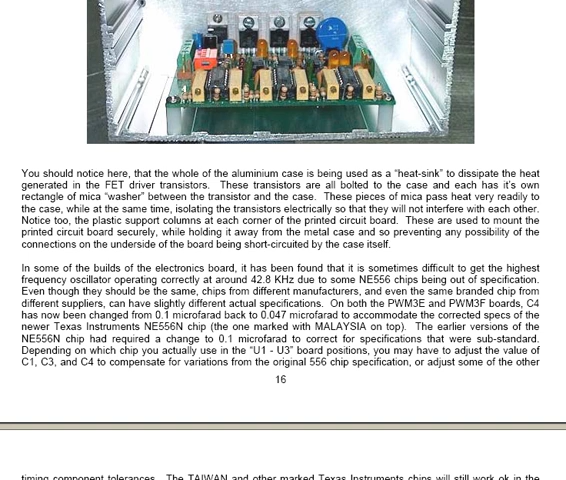 You should notice here, that the whole of the aluminium case is being used as a "heat-sink" to dissipate the heat
generated in the FET driver transistors. These transistors are all bolted to the case and each has it's own
rectangle of mica "washer" between the transistor and the case. These pieces of mica pass heat very readily to
the case, while at the same time, isolating the transistors electrically so that they will not interfere with each other.
Notice too, the plastic support columns at each corner of the printed circuit board. These are used to mount the
printed circuit board securely, while holding it away from the metal case and so preventing any possibility of the
connections on the underside of the board being short-circuited by the case itself.
In some of the builds of the electronics board, it has been found that it is sometimes difficult to get the highest
frequency oscillator operating correctly at around 42.8 KHz due to some NE556 chips being out of specification.
Even though they should be the same, chips from different manufacturers, and even the same branded chip from
different suppliers, can have slightly different actual specifications. On both the PWM3E and PWM3F boards, C4
has now been changed from 0.1 microfarad back to 0.047 microfarad to accommodate the corrected specs of the
newer Texas Instruments NE556N chip (the one marked with MALAYSIA on top). The earlier versions of the
NE556N chip had required a change to 0.1 microfarad to correct for specifications that were sub-standard.
Depending on which chip you actually use in the "U1 - U3" board positions, you may have to adjust the value of
C1, C3, and C4 to compensate for variations from the original 556 chip specification, or adjust some of the other
16
timing component tolerances. The TAIWAN and other marked Texas Instruments chips will still work ok in the